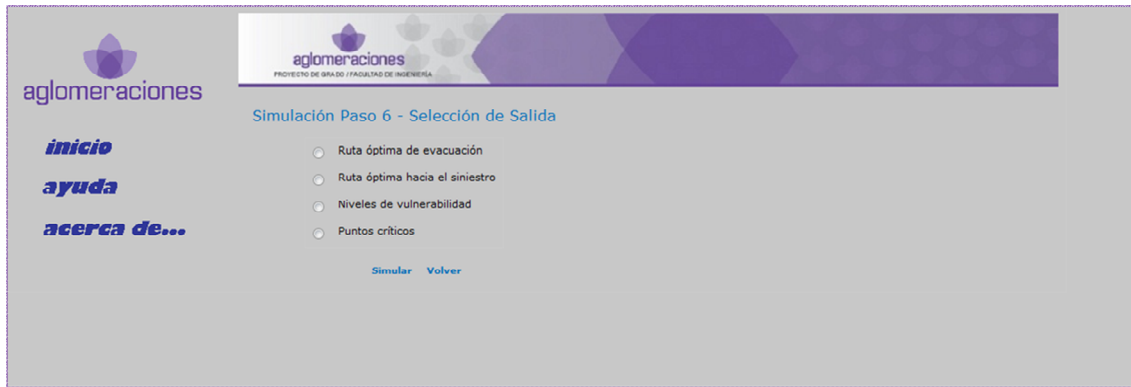 aglomeraciones
inicio
ayuda
acerca de...
aglomeraciones
PROYECTO DE GRADO / FACULTAD DE INGENIERÍA
Simulación Paso 6 - Selección de Salida
Ruta óptima de evacuación
Ruta óptima hacia el siniestro
Niveles de vulnerabilidad
Puntos críticos
Simular Volver